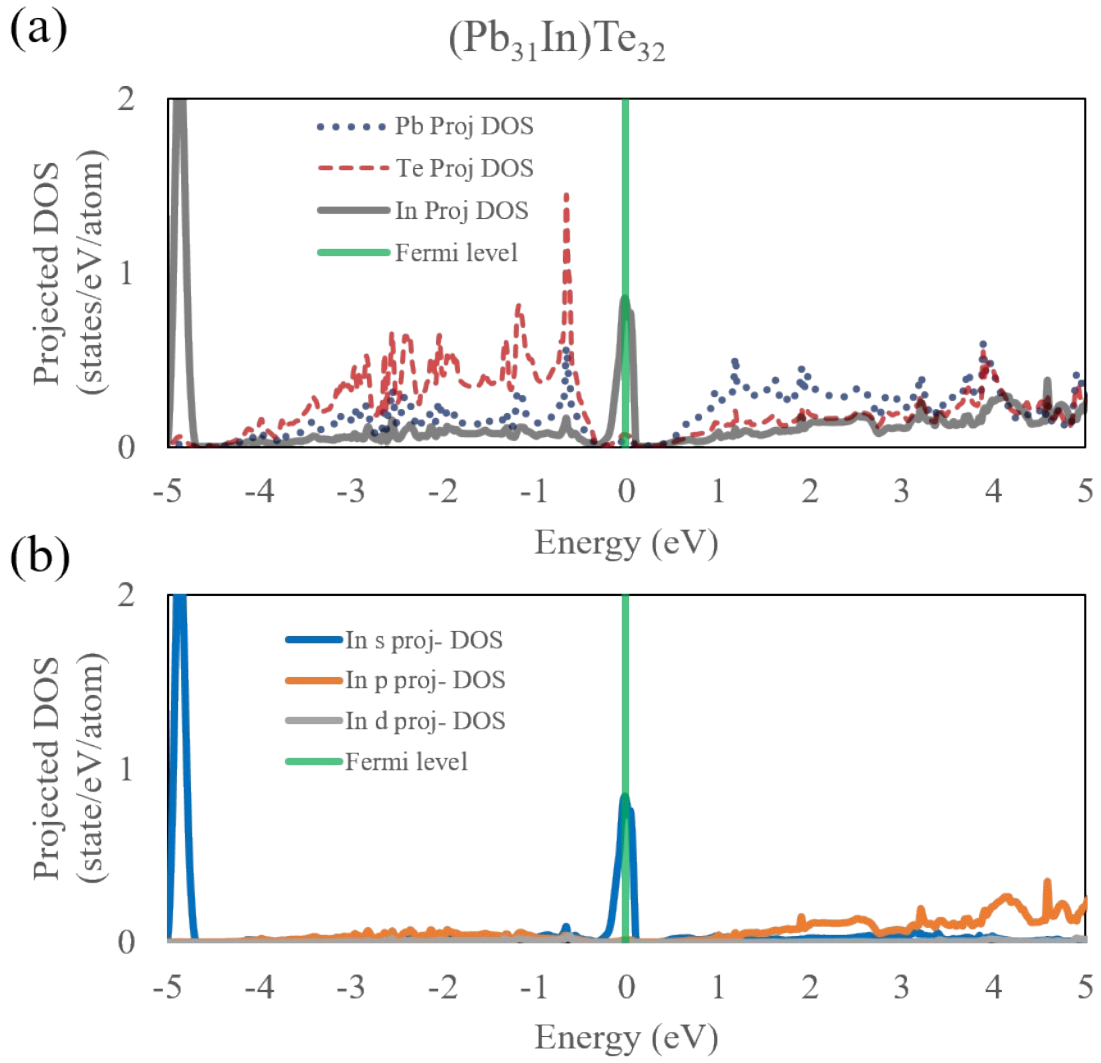 (a)
(Pb31In)Te32
2
1
0
Projected DOS
(states/eV/atom)
Pb Proj DOS
Te Proj DOS
In Proj DOS
Fermi level
-5 -4 -3 -2 -1 0 1 2 3 4 5
Energy (eV)
(b)
2
1
0
Projected DOS
(state/eV/atom)
In s proj- DOS
In p proj- DOS
In d proj- DOS
Fermi level
-5 -4 -3 -2 -1 0 1 2 3 4 5
Energy (eV)